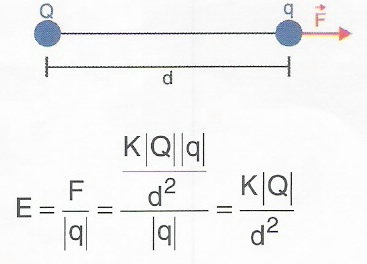 Q q
F
d
E = F/|q| = (K|Q||q|/d²)/|q| = K|Q|/d²